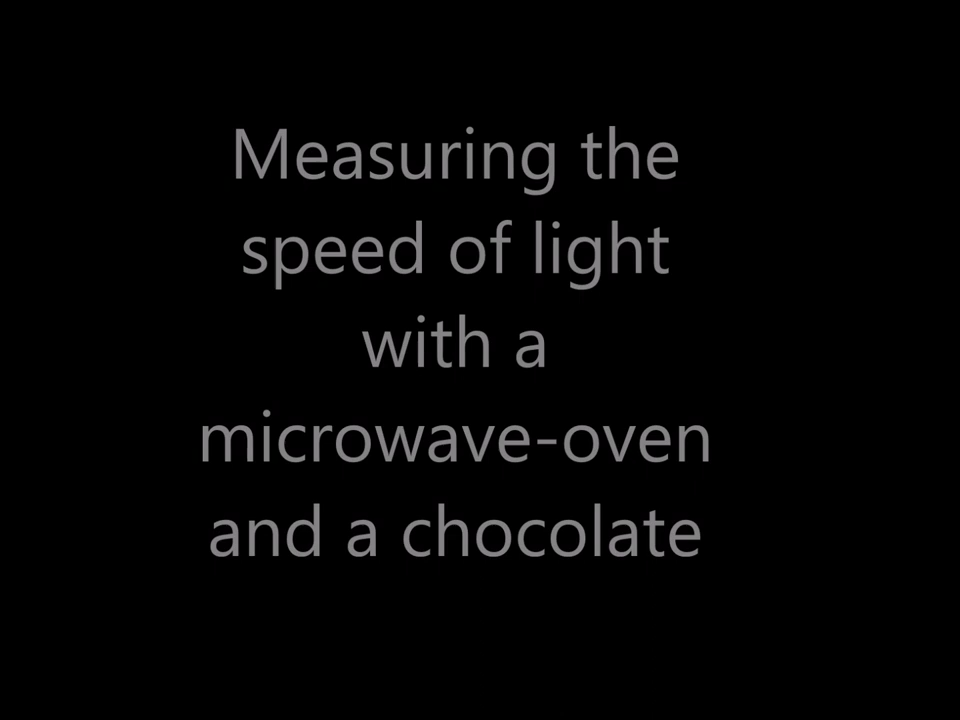 Measuring the
speed of light
with a
microwave-oven
and a chocolate